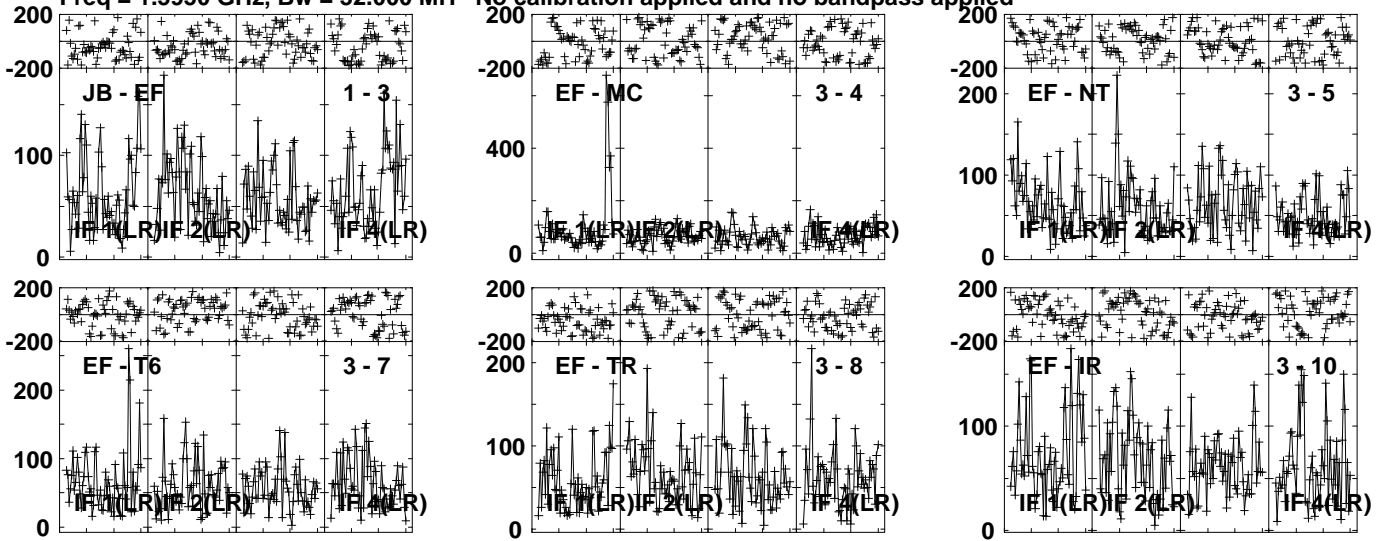 Freq = 1.5950 GHz, Bw = 32.000 MH No calibration applied and no bandpass applied
-200
-200
-200
JB - EF 1 - 3
EF - MC 3 - 4
EF - NT 3 - 5
200
400
100
100
IF 1(LR) IF 2(LR) IF 4(LR)
IF 1(LR) IF 2(LR) IF 4(LR)
IF 1(LR) IF 2(LR) IF 4(LR)
0
0
0
200
200
200
-200
-200
-200
EF - T6 3 - 7
EF - TR 3 - 8
EF - IR 3 - 10
200
200
100
100
100
IF 1(LR) IF 2(LR) IF 4(LR)
IF 1(LR) IF 2(LR) IF 4(LR)
IF 1(LR) IF 2(LR) IF 4(LR)
0
0
0